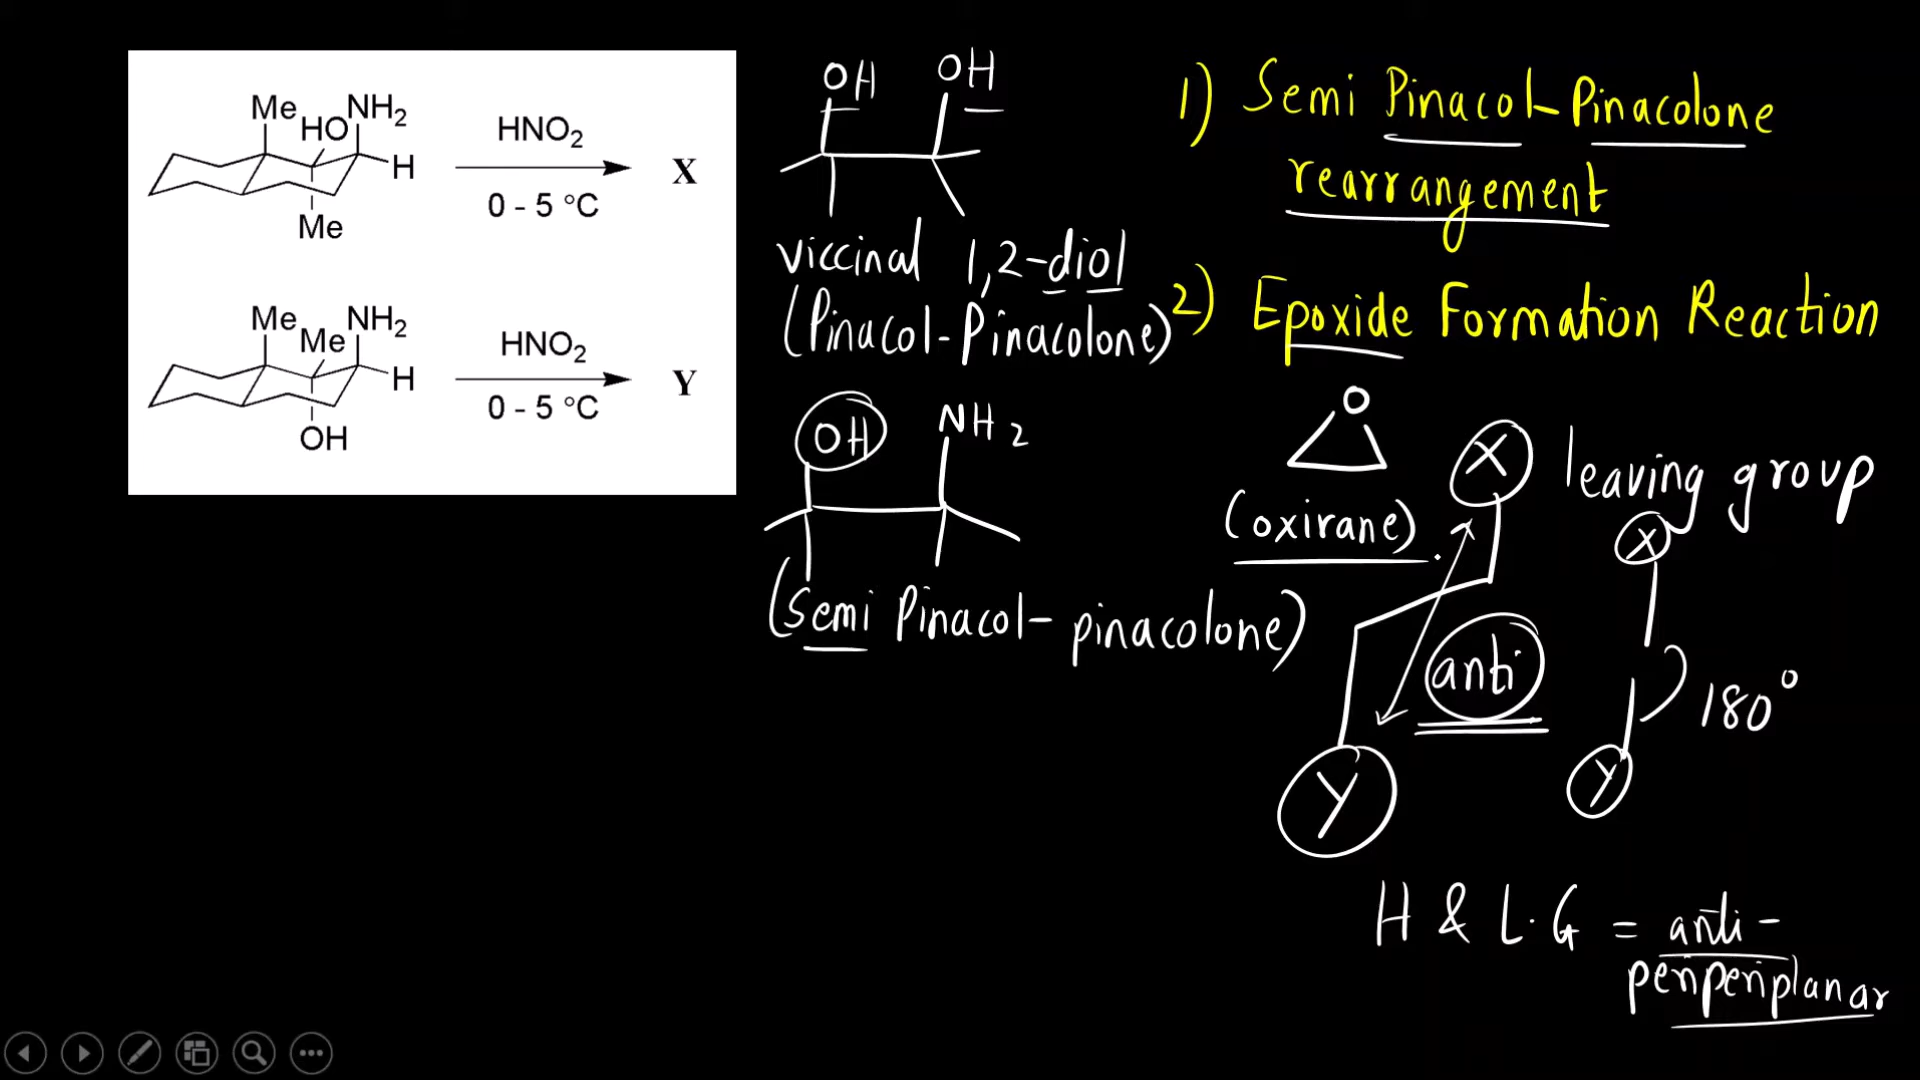 Me
HO
NH2
H
Me
HNO2
0 - 5 °C
X
Me
Me
NH2
H
OH
HNO2
0 - 5 °C
Y
OH OH
viccinal 1,2-diol
(Pinacol-Pinacolone)
OH NH2
(Semi Pinacol-pinacolone)
1) Semi Pinacol-Pinacolone
rearrangement
2) Epoxide Formation Reaction
O
(oxirane)
X leaving group
X
anti
180°
Y
Y
H & L.G = anti-
periperiplanar